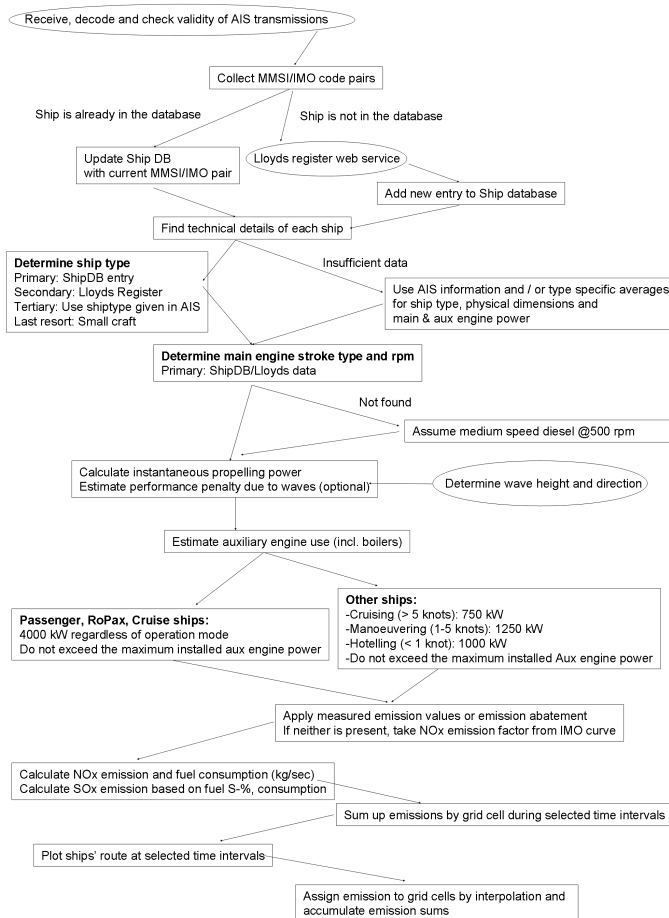 Receive, decode and check validity of AIS transmissions
Collect MMSI/IMO code pairs
Ship is already in the database
Ship is not in the database
Update Ship DB
with current MMSI/IMO pair
Lloyds register web service
Add new entry to Ship database
Find technical details of each ship
Determine ship type
Primary: ShipDB entry
Secondary: Lloyds Register
Tertiary: Use shiptype given in AIS
Last resort: Small craft
Insufficient data
Use AIS information and / or type specific averages
for ship type, physical dimensions and
main & aux engine power
Determine main engine stroke type and rpm
Primary: ShipDB/Lloyds data
Not found
Assume medium speed diesel @500 rpm
Calculate instantaneous propelling power
Estimate performance penalty due to waves (optional)
Determine wave height and direction
Estimate auxiliary engine use (incl. boilers)
Passenger, RoPax, Cruise ships:
4000 kW regardless of operation mode
Do not exceed the maximum installed aux engine power
Other ships:
-Cruising (> 5 knots): 750 kW
-Manoeuvering (1-5 knots): 1250 kW
-Hotelling (< 1 knot): 1000 kW
-Do not exceed the maximum installed Aux engine power
Apply measured emission values or emission abatement
If neither is present, take NOx emission factor from IMO curve
Calculate NOx emission and fuel consumption (kg/sec)
Calculate SOx emission based on fuel S-%, consumption
Sum up emissions by grid cell during selected time intervals
Plot ships' route at selected time intervals
Assign emission to grid cells by interpolation and
accumulate emission sums